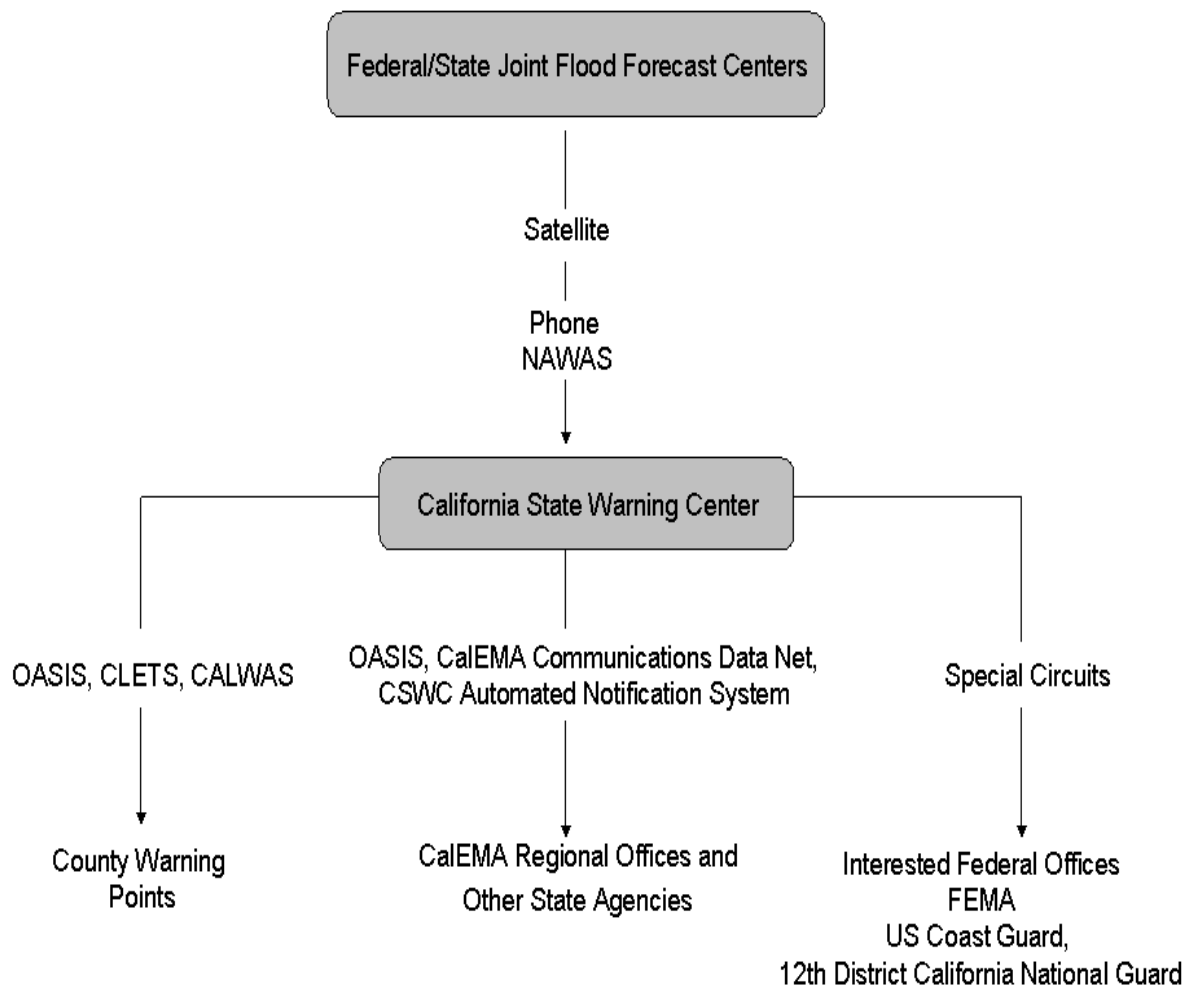 Federal/State Joint Flood Forecast Centers
Satellite
Phone
NAWAS
California State Warning Center
OASIS, CLETS, CALWAS
OASIS, CalEMA Communications Data Net,
CSWC Automated Notification System
Special Circuits
County Warning
Points
CalEMA Regional Offices and
Other State Agencies
Interested Federal Offices
FEMA
US Coast Guard,
12th District California National Guard